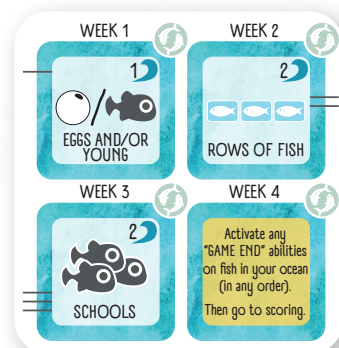 WEEK 1
WEEK 2
1
EGGS AND/OR
YOUNG
2
ROWS OF FISH
WEEK 3
WEEK 4
2
SCHOOLS
Activate any
"GAME END" abilities
on fish in your ocean
(in any order).
Then go to scoring.